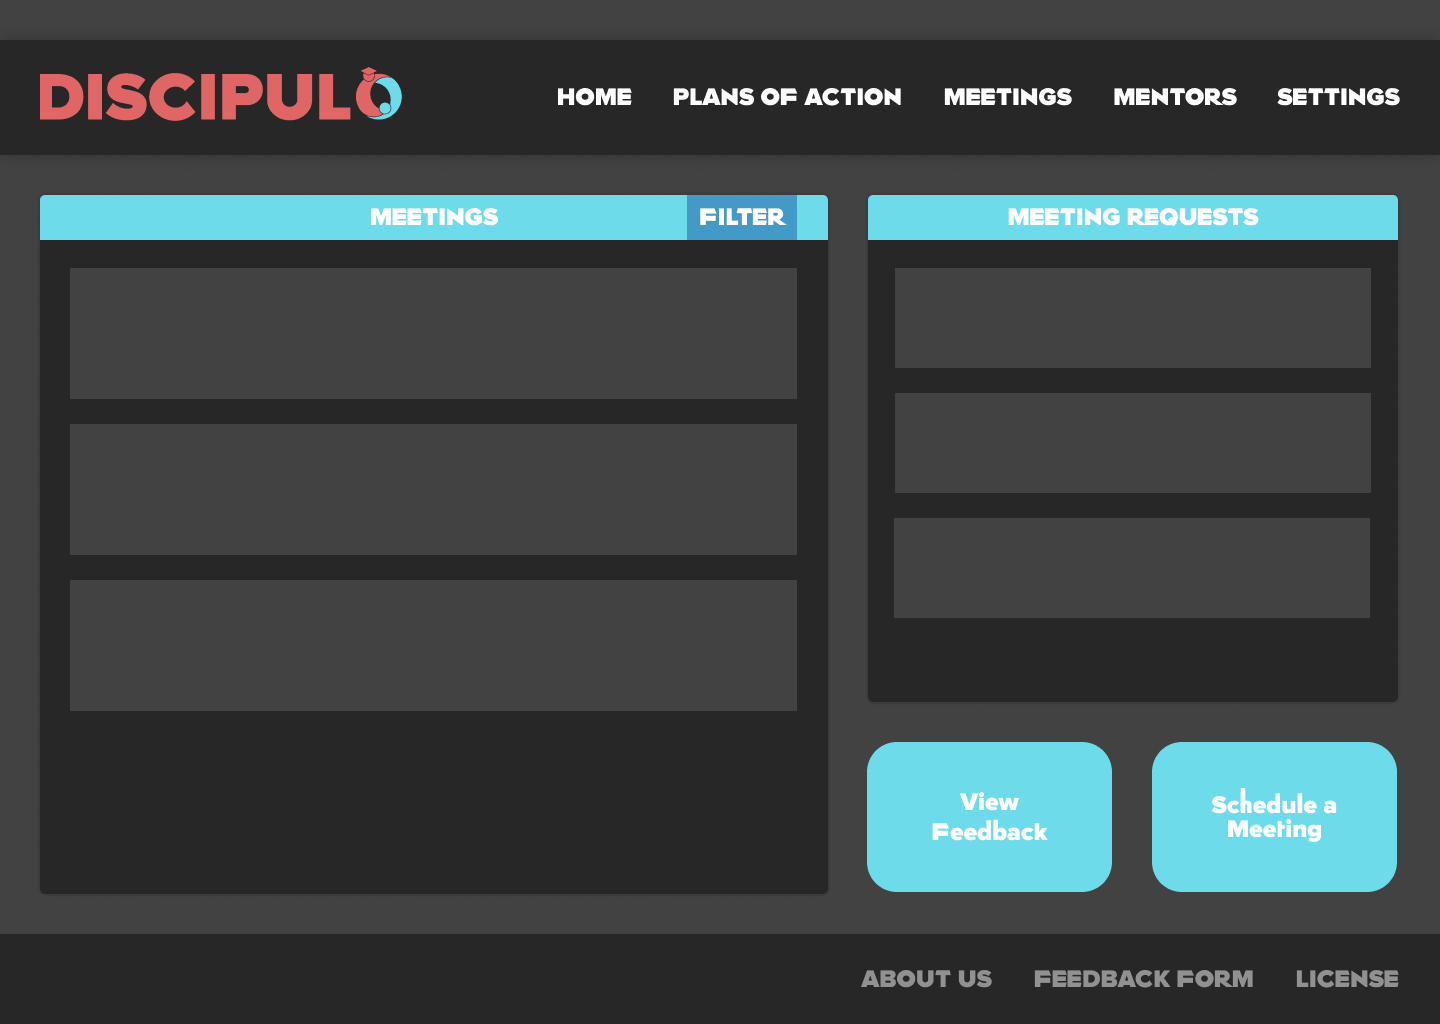 DISCIPULO
HOME PLANS OF ACTION MEETINGS MENTORS SETTINGS
MEETINGS FILTER
MEETING REQUESTS
View
Feedback
Schedule a
Meeting
ABOUT US FEEDBACK FORM LICENSE